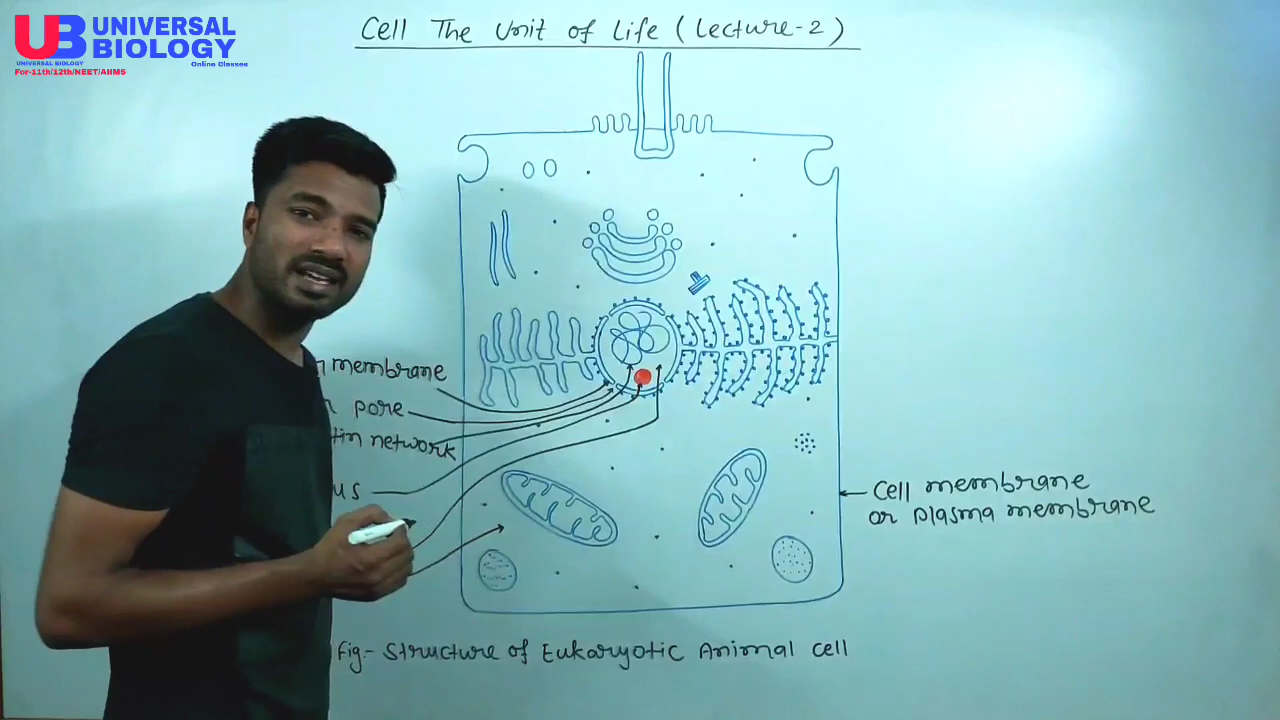 UB UNIVERSAL
BIOLOGY
UNIVERSAL BIOLOGY
Online Classes
For-11th/12th/NEET/AIIMS
Cell The Unit of Life (Lecture-2)
membrane
pore
network
Cell membrane
or plasma membrane
Fig:- Structure of Eukaryotic Animal cell